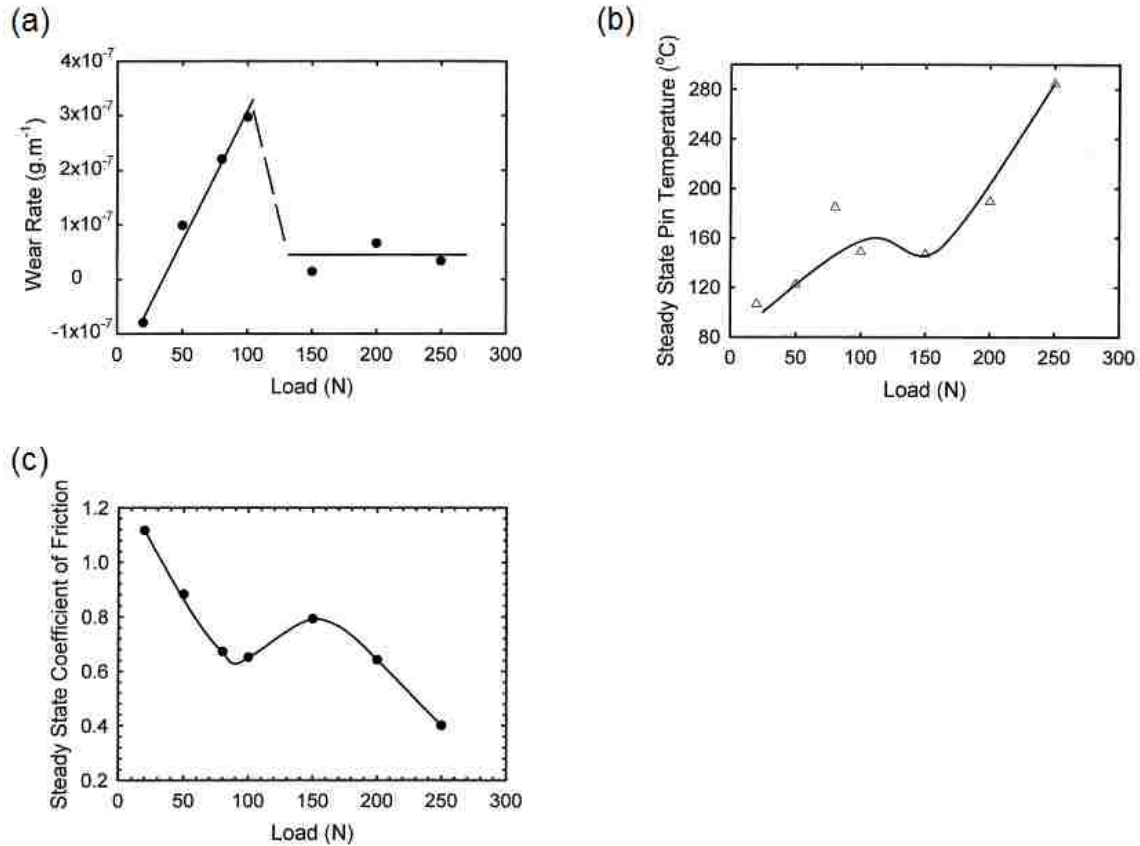 (a)
4x10⁻⁷
3x10⁻⁷
2x10⁻⁷
1x10⁻⁷
0
-1x10⁻⁷
Wear Rate (g.m⁻¹)
0 50 100 150 200 250 300
Load (N)
(b)
280
240
200
160
120
80
Steady State Pin Temperature (°C)
0 50 100 150 200 250 300
Load (N)
(c)
1.2
1.0
0.8
0.6
0.4
0.2
Steady State Coefficient of Friction
0 50 100 150 200 250 300
Load (N)